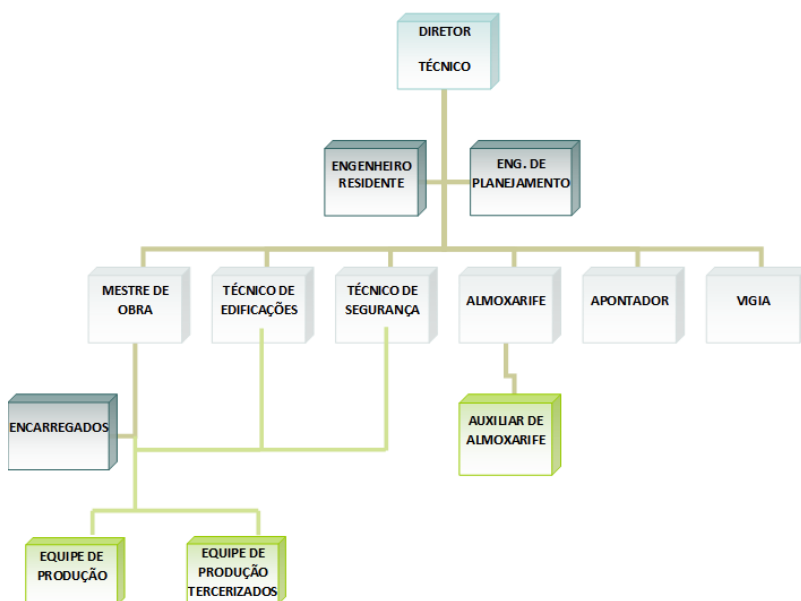 DIRETOR
TÉCNICO
ENGENHEIRO
RESIDENTE
ENG. DE
PLANEJAMENTO
MESTRE DE
OBRA
TÉCNICO DE
EDIFICAÇÕES
TÉCNICO DE
SEGURANÇA
ALMOXARIFE
APONTADOR
VIGIA
ENCARREGADOS
AUXILIAR DE
ALMOXARIFE
EQUIPE DE
PRODUÇÃO
EQUIPE DE
PRODUÇÃO
TERCERIZADOS